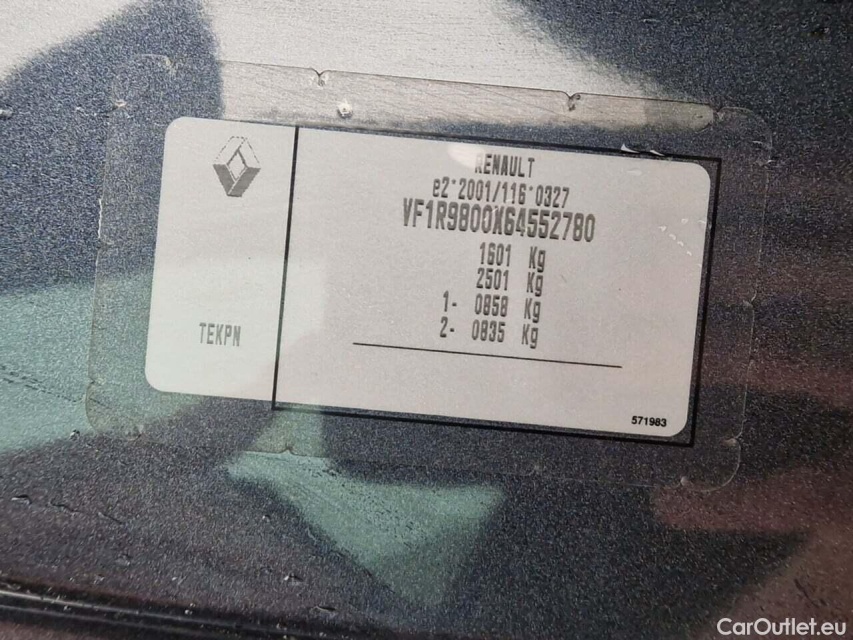 RENAULT
e2*2001/116*0327
VF1R9800X64552780
1601 Kg
2501 Kg
1- 0858 Kg
2- 0835 Kg
TEKPN
571983
CarOutlet.eu